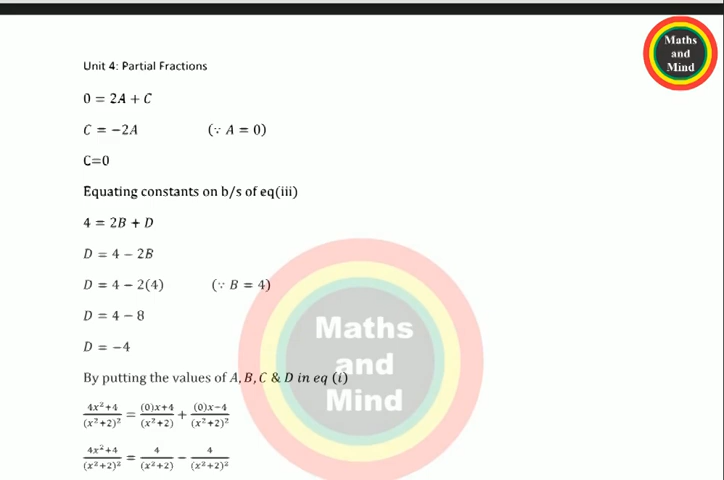 Maths
and
Mind
Unit 4: Partial Fractions
0 = 2A + C
C = −2A (∵ A = 0)
C=0
Equating constants on b/s of eq(iii)
4 = 2B + D
D = 4 − 2B
D = 4 − 2(4) (∵ B = 4)
D = 4 − 8
D = −4
By putting the values of A, B, C & D in eq (i)
(4x²+4)/(x²+2)² = ((0)x+4)/(x²+2) + ((0)x−4)/(x²+2)²
(4x²+4)/(x²+2)² = 4/(x²+2) − 4/(x²+2)²
Maths
and
Mind